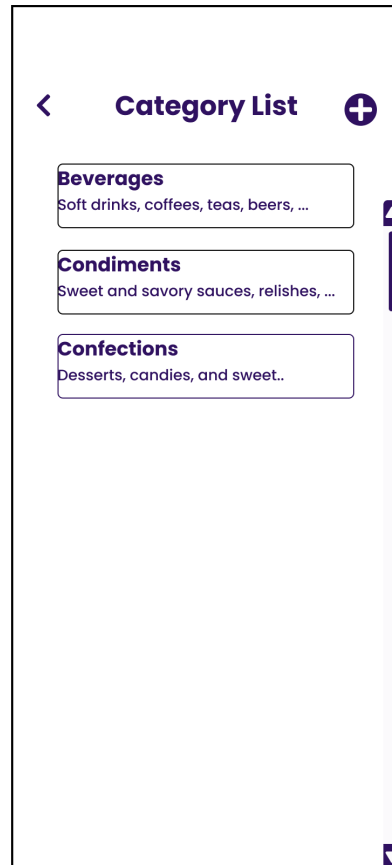 Category List
Beverages
Soft drinks, coffees, teas, beers, ...
Condiments
Sweet and savory sauces, relishes, ...
Confections
Desserts, candies, and sweet..